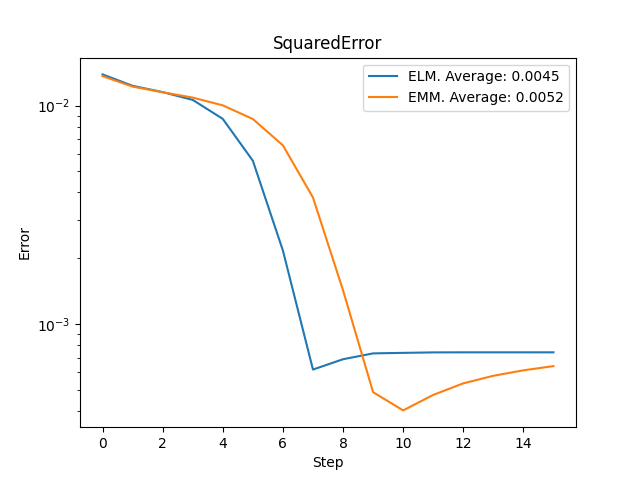 SquaredError
ELM. Average: 0.0045
EMM. Average: 0.0052
10⁻²
10⁻³
Error
0 2 4 6 8 10 12 14
Step